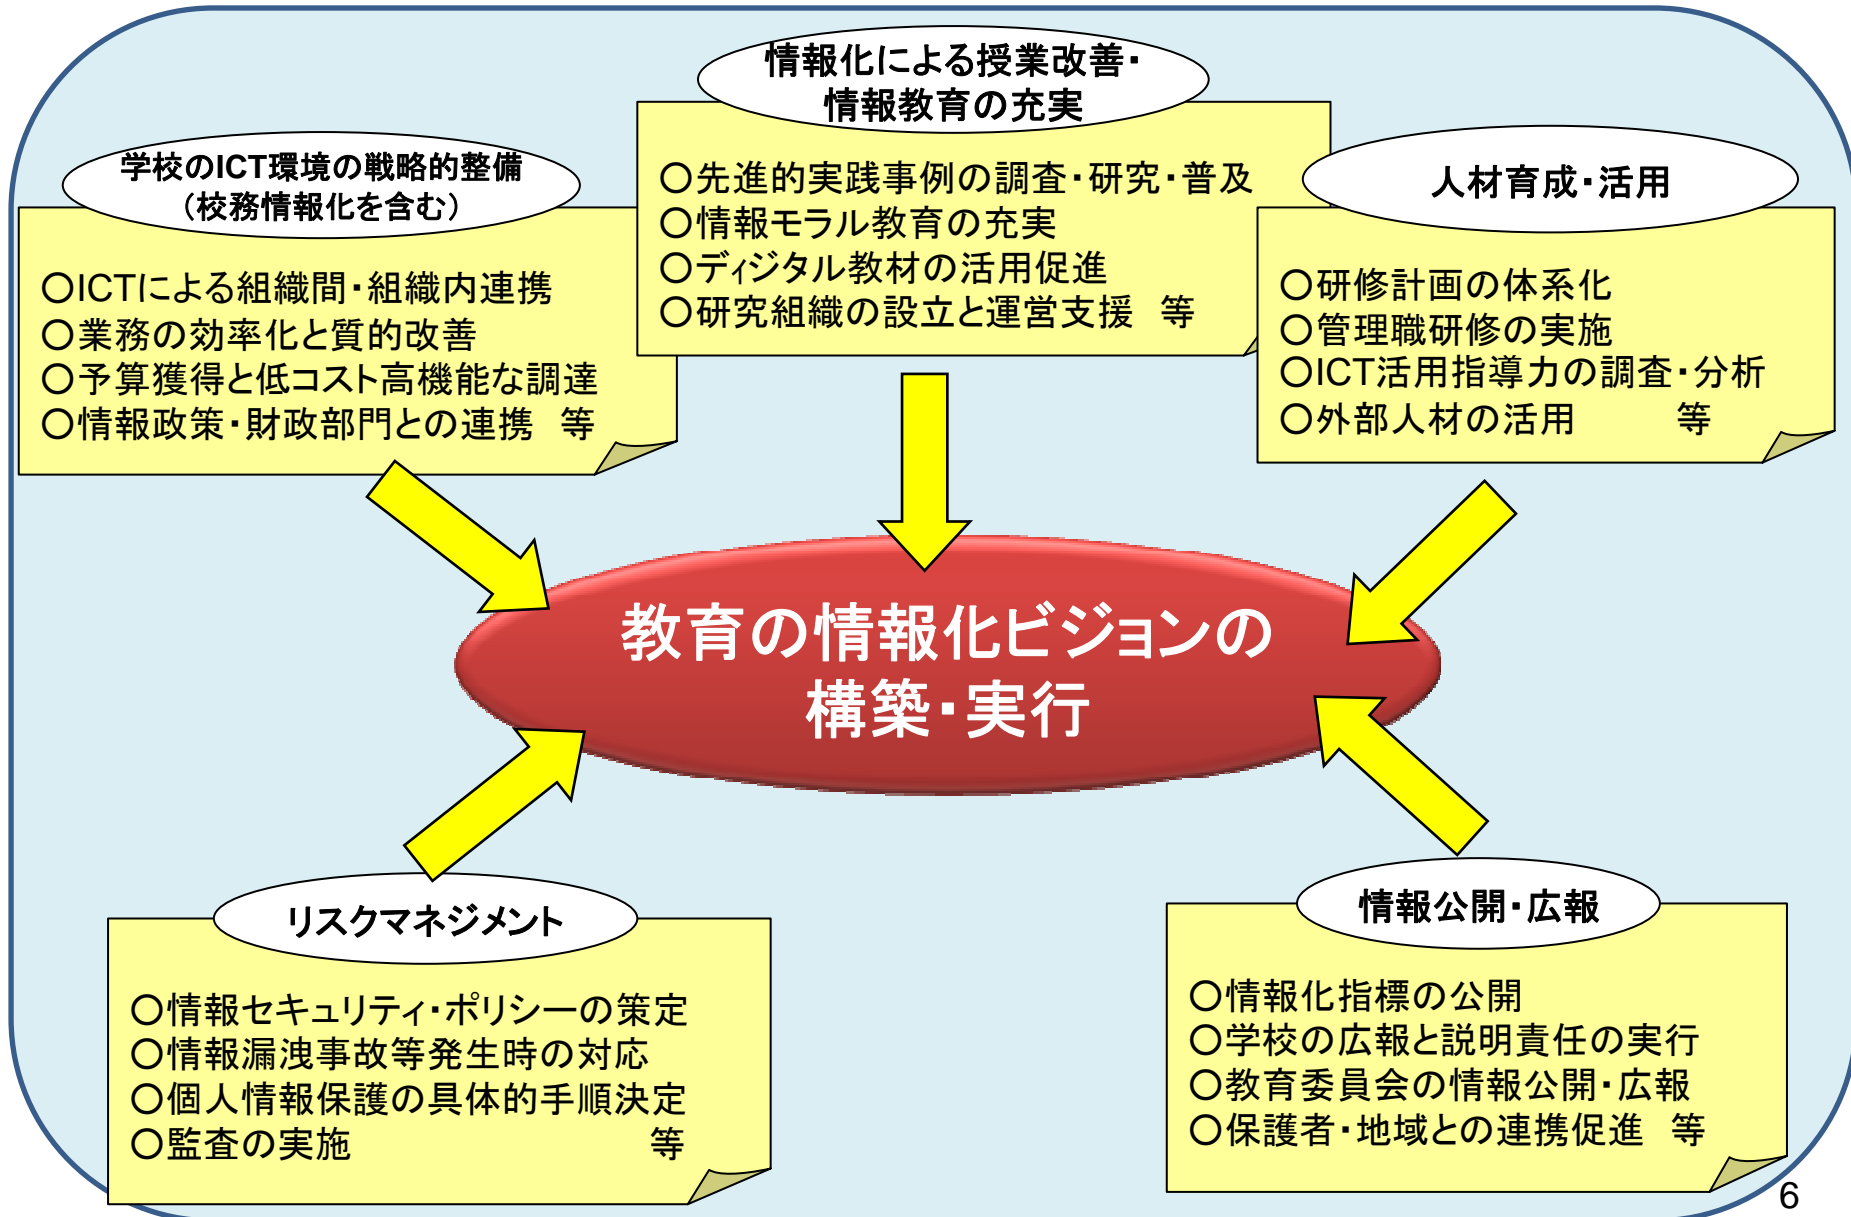 情報化による授業改善・
情報教育の充実
○先進的実践事例の調査・研究・普及
○情報モラル教育の充実
○ディジタル教材の活用促進
○研究組織の設立と運営支援　等
学校のICT環境の戦略的整備
（校務情報化を含む）
○ICTによる組織間・組織内連携
○業務の効率化と質的改善
○予算獲得と低コスト高機能な調達
○情報政策・財政部門との連携　等
人材育成・活用
○研修計画の体系化
○管理職研修の実施
○ICT活用指導力の調査・分析
○外部人材の活用　　等
教育の情報化ビジョンの
構築・実行
リスクマネジメント
○情報セキュリティ・ポリシーの策定
○情報漏洩事故等発生時の対応
○個人情報保護の具体的手順決定
○監査の実施　　等
情報公開・広報
○情報化指標の公開
○学校の広報と説明責任の実行
○教育委員会の情報公開・広報
○保護者・地域との連携促進　等
6